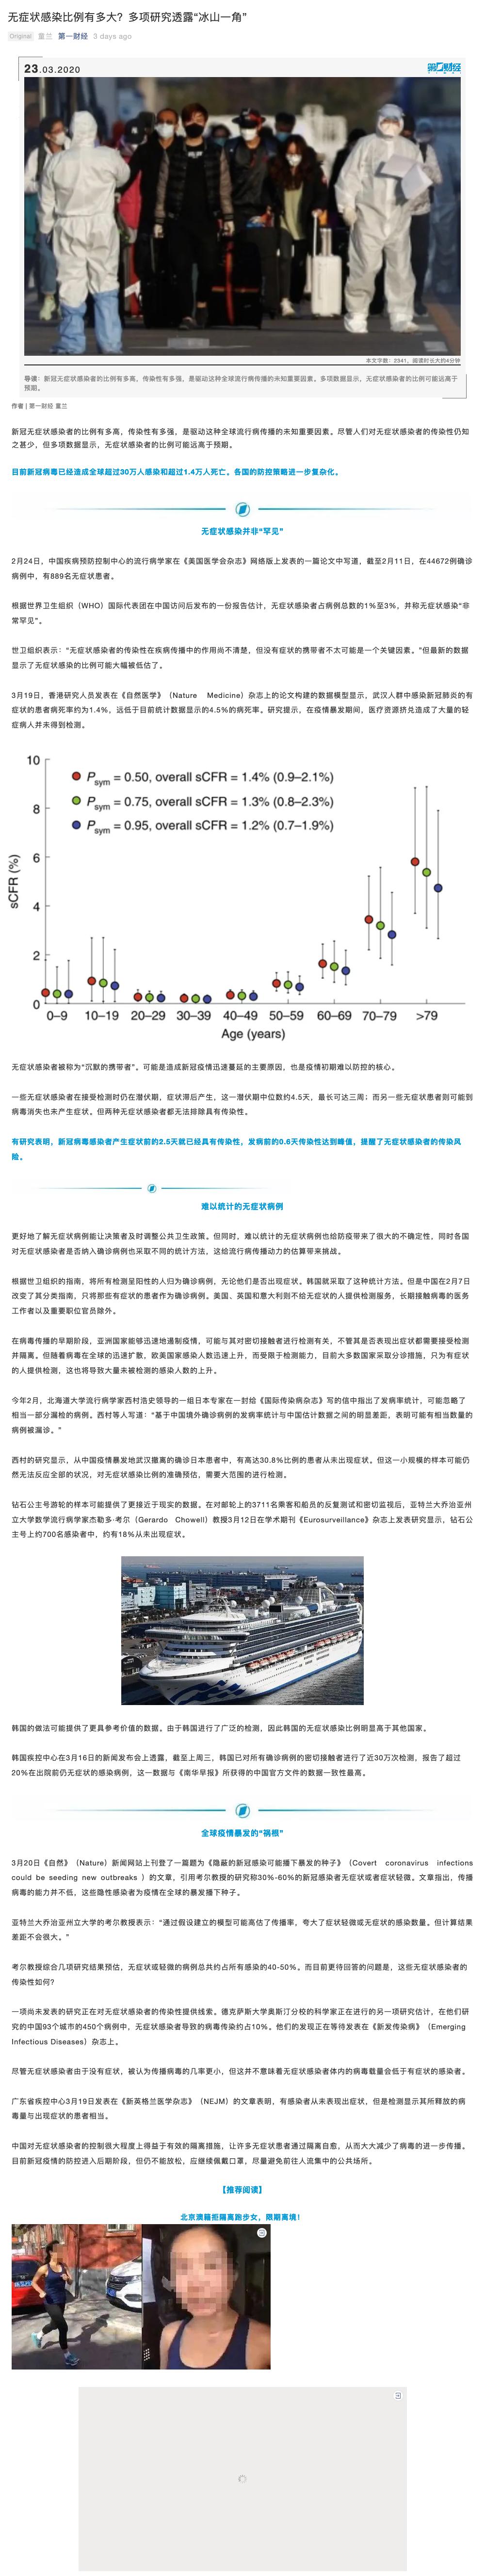 无症状感染比例有多大？多项研究透露“冰山一角”
Original 童兰 第一财经 3 days ago
23.03.2020
第一财经
本文字数：2341，阅读时长大约4分钟
导读：新冠无症状感染者的比例有多高，传染性有多强，是驱动这种全球流行病传播的未知重要因素。多项数据显示，无症状感染者的比例可能远高于
预期。
作者 | 第一财经 童兰
新冠无症状感染者的比例有多高，传染性有多强，是驱动这种全球流行病传播的未知重要因素。尽管人们对无症状感染者的传染性仍知
之甚少，但多项数据显示，无症状感染者的比例可能远高于预期。
目前新冠病毒已经造成全球超过30万人感染和超过1.4万人死亡。各国的防控策略进一步复杂化。
无症状感染并非“罕见”
2月24日，中国疾病预防控制中心的流行病学家在《美国医学会杂志》网络版上发表的一篇论文中写道，截至2月11日，在44672例确诊
病例中，有889名无症状患者。
根据世界卫生组织（WHO）国际代表团在中国访问后发布的一份报告估计，无症状感染者占病例总数的1%至3%，并称无症状感染“非
常罕见”。
世卫组织表示：“无症状感染者的传染性在疾病传播中的作用尚不清楚，但没有症状的携带者不太可能是一个关键因素。”但最新的数据
显示了无症状感染的比例可能大幅被低估了。
3月19日，香港研究人员发表在《自然医学》（Nature Medicine）杂志上的论文构建的数据模型显示，武汉人群中感染新冠肺炎的有
症状的患者病死率约为1.4%，远低于目前统计数据显示的4.5%的病死率。研究提示，在疫情暴发期间，医疗资源挤兑造成了大量的轻
症病人并未得到检测。
10
Psym = 0.50, overall sCFR = 1.4% (0.9–2.1%)
Psym = 0.75, overall sCFR = 1.3% (0.8–2.3%)
Psym = 0.95, overall sCFR = 1.2% (0.7–1.9%)
8
6
4
2
0
sCFR (%)
0–9 10–19 20–29 30–39 40–49 50–59 60–69 70–79 >79
Age (years)
无症状感染者被称为“沉默的携带者”。可能是造成新冠疫情迅速蔓延的主要原因，也是疫情初期难以防控的核心。
一些无症状感染者在接受检测时仍在潜伏期，症状滞后产生，这一潜伏期中位数约4.5天，最长可达三周；而另一些无症状患者则可能到
病毒消失也未产生症状。但两种无症状感染者都无法排除具有传染性。
有研究表明，新冠病毒感染者产生症状前的2.5天就已经具有传染性，发病前的0.6天传染性达到峰值，提醒了无症状感染者的传染风
险。
难以统计的无症状病例
更好地了解无症状病例能让决策者及时调整公共卫生政策。但同时，难以统计的无症状病例也给防疫带来了很大的不确定性，同时各国
对无症状感染者是否纳入确诊病例也采取不同的统计方法，这给流行病传播动力的估算带来挑战。
根据世卫组织的指南，将所有检测呈阳性的人归为确诊病例，无论他们是否出现症状。韩国就采取了这种统计方法。但是中国在2月7日
改变了其分类指南，只将那些有症状的患者作为确诊病例。美国、英国和意大利则不给无症状的人提供检测服务，长期接触病毒的医务
工作者以及重要职位官员除外。
在病毒传播的早期阶段，亚洲国家能够迅速地遏制疫情，可能与其对密切接触者进行检测有关，不管其是否表现出症状都需要接受检测
并隔离。但随着病毒在全球的迅速扩散，欧美国家感染人数迅速上升，而受限于检测能力，目前大多数国家采取分诊措施，只为有症状
的人提供检测，这也将导致大量未被检测的感染人数的上升。
今年2月，北海道大学流行病学家西村浩史领导的一组日本专家在一封给《国际传染病杂志》写的信中指出了发病率统计，可能忽略了
相当一部分漏检的病例。西村等人写道：“基于中国境外确诊病例的发病率统计与中国估计数据之间的明显差距，表明可能有相当数量的
病例被漏诊。”
西村的研究显示，从中国疫情暴发地武汉撤离的确诊日本患者中，有高达30.8%比例的患者从未出现症状。但这一小规模的样本可能仍
然无法反应全部的状况，对无症状感染比例的准确预估，需要大范围的进行检测。
钻石公主号游轮的样本可能提供了更接近于现实的数据。在对邮轮上的3711名乘客和船员的反复测试和密切监视后，亚特兰大乔治亚州
立大学数学流行病学家杰勒多·考尔（Gerardo Chowell）教授3月12日在学术期刊《Eurosurveillance》杂志上发表研究显示，钻石公
主号上约700名感染者中，约有18%从未出现症状。
韩国的做法可能提供了更具参考价值的数据。由于韩国进行了广泛的检测，因此韩国的无症状感染比例明显高于其他国家。
韩国疾控中心在3月16日的新闻发布会上透露，截至上周三，韩国已对所有确诊病例的密切接触者进行了近30万次检测，报告了超过
20%在出院前仍无症状的感染病例，这一数据与《南华早报》所获得的中国官方文件的数据一致性最高。
全球疫情暴发的“祸根”
3月20日《自然》（Nature）新闻网站上刊登了一篇题为《隐蔽的新冠感染可能播下暴发的种子》（Covert coronavirus infections
could be seeding new outbreaks ）的文章，引用考尔教授的研究称30%-60%的新冠感染者无症状或者症状轻微。文章指出，传播
病毒的能力并不低，这些隐性感染者为疫情在全球的暴发播下种子。
亚特兰大乔治亚州立大学的考尔教授表示：“通过假设建立的模型可能高估了传播率，夸大了症状轻微或无症状的感染数量。但计算结果
差距不会很大。”
考尔教授综合几项研究结果预估，无症状或轻微的病例总共约占所有感染的40-50%。而目前更待回答的问题是，这些无症状感染者的
传染性如何？
一项尚未发表的研究正在对无症状感染者的传染性提供线索。德克萨斯大学奥斯汀分校的科学家正在进行的另一项研究估计，在他们研
究的中国93个城市的450个病例中，无症状感染者导致的病毒传染约占10%。他们的发现正在等待发表在《新发传染病》（Emerging
Infectious Diseases）杂志上。
尽管无症状感染者由于没有症状，被认为传播病毒的几率更小，但这并不意味着无症状感染者体内的病毒载量会低于有症状的感染者。
广东省疾控中心3月19日发表在《新英格兰医学杂志》（NEJM）的文章表明，有感染者从未表现出症状，但是检测显示其所释放的病
毒量与出现症状的患者相当。
中国对无症状感染者的控制很大程度上得益于有效的隔离措施，让许多无症状患者通过隔离自愈，从而大大减少了病毒的进一步传播。
目前新冠疫情的防控进入后期阶段，但仍不能放松，应继续佩戴口罩，尽量避免前往人流集中的公共场所。
【推荐阅读】
北京澳籍拒隔离跑步女，限期离境！